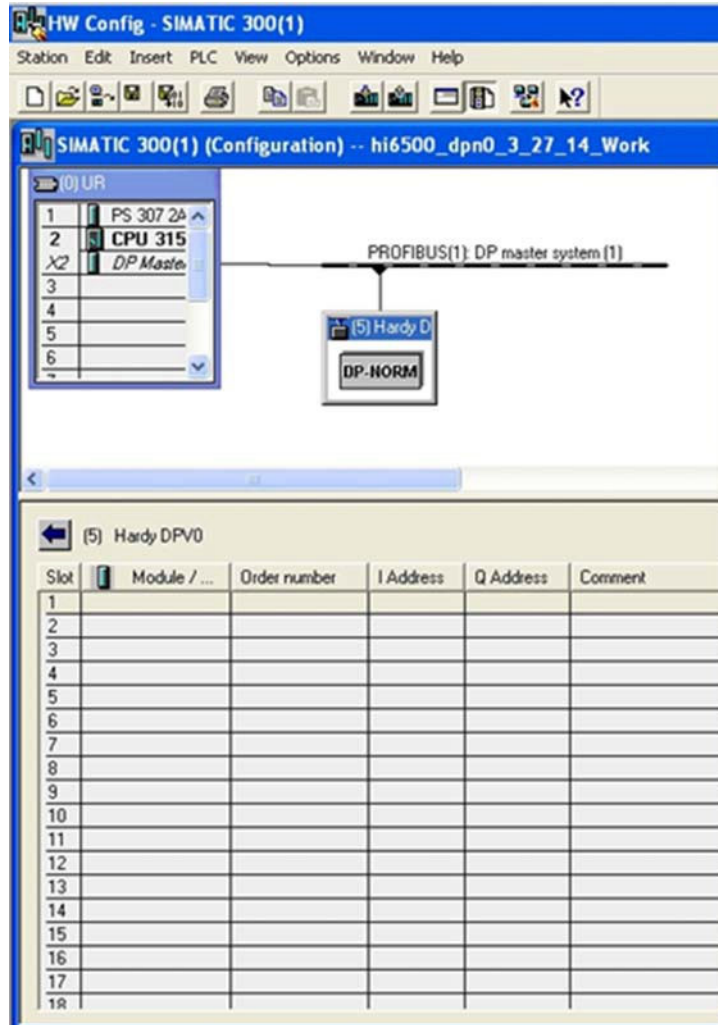 HW Config - SIMATIC 300(1)
Station Edit Insert PLC View Options Window Help
SIMATIC 300(1) (Configuration) -- hi6500_dpn0_3_27_14_Work
(0) UR
1 PS 307 2A
2 CPU 315
X2 DP Master
3
4
5
6
PROFIBUS(1): DP master system (1)
(5) Hardy D
DP-NORM
(5) Hardy DPV0
Slot Module / ... Order number I Address Q Address Comment
1
2
3
4
5
6
7
8
9
10
11
12
13
14
15
16
17
18